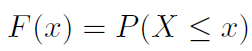 F(x) = P(X ≤ x)